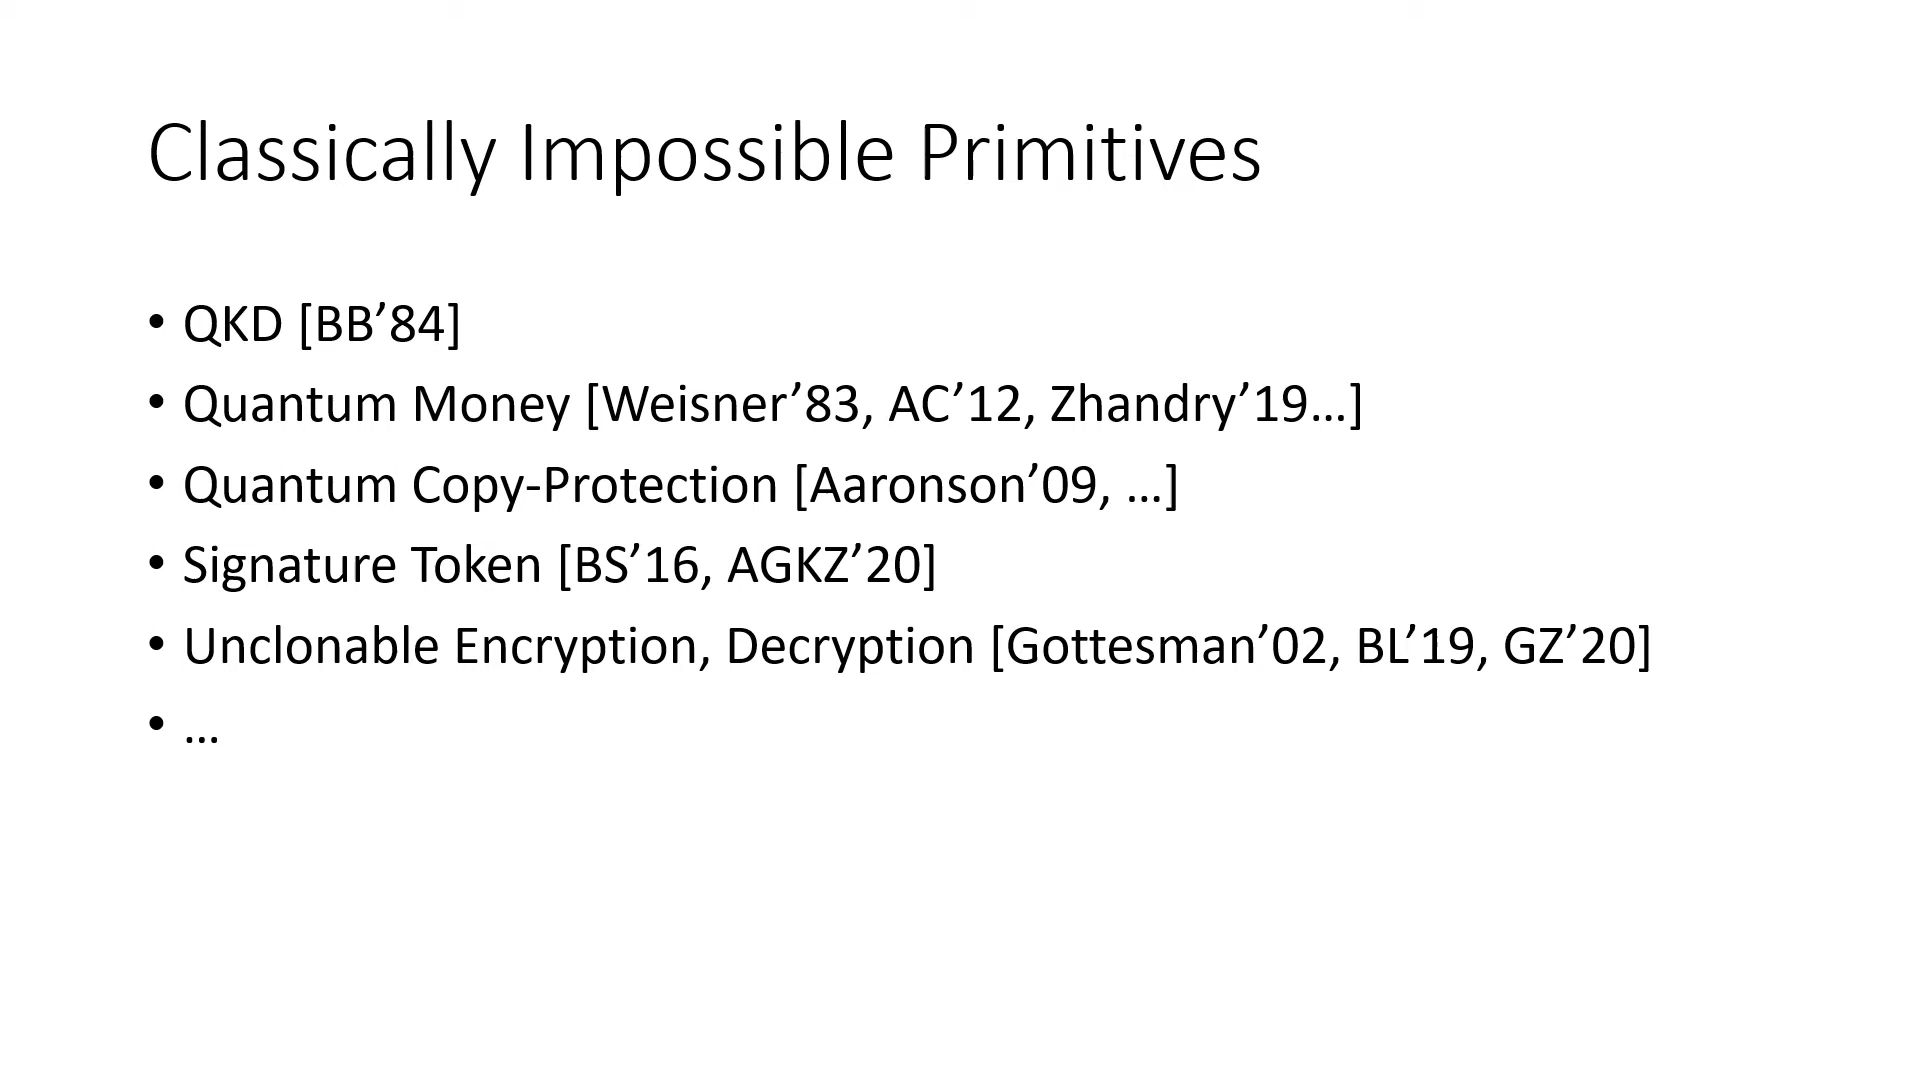 Classically Impossible Primitives
• QKD [BB’84]
• Quantum Money [Weisner’83, AC’12, Zhandry’19…]
• Quantum Copy-Protection [Aaronson’09, …]
• Signature Token [BS’16, AGKZ’20]
• Unclonable Encryption, Decryption [Gottesman’02, BL’19, GZ’20]
• …